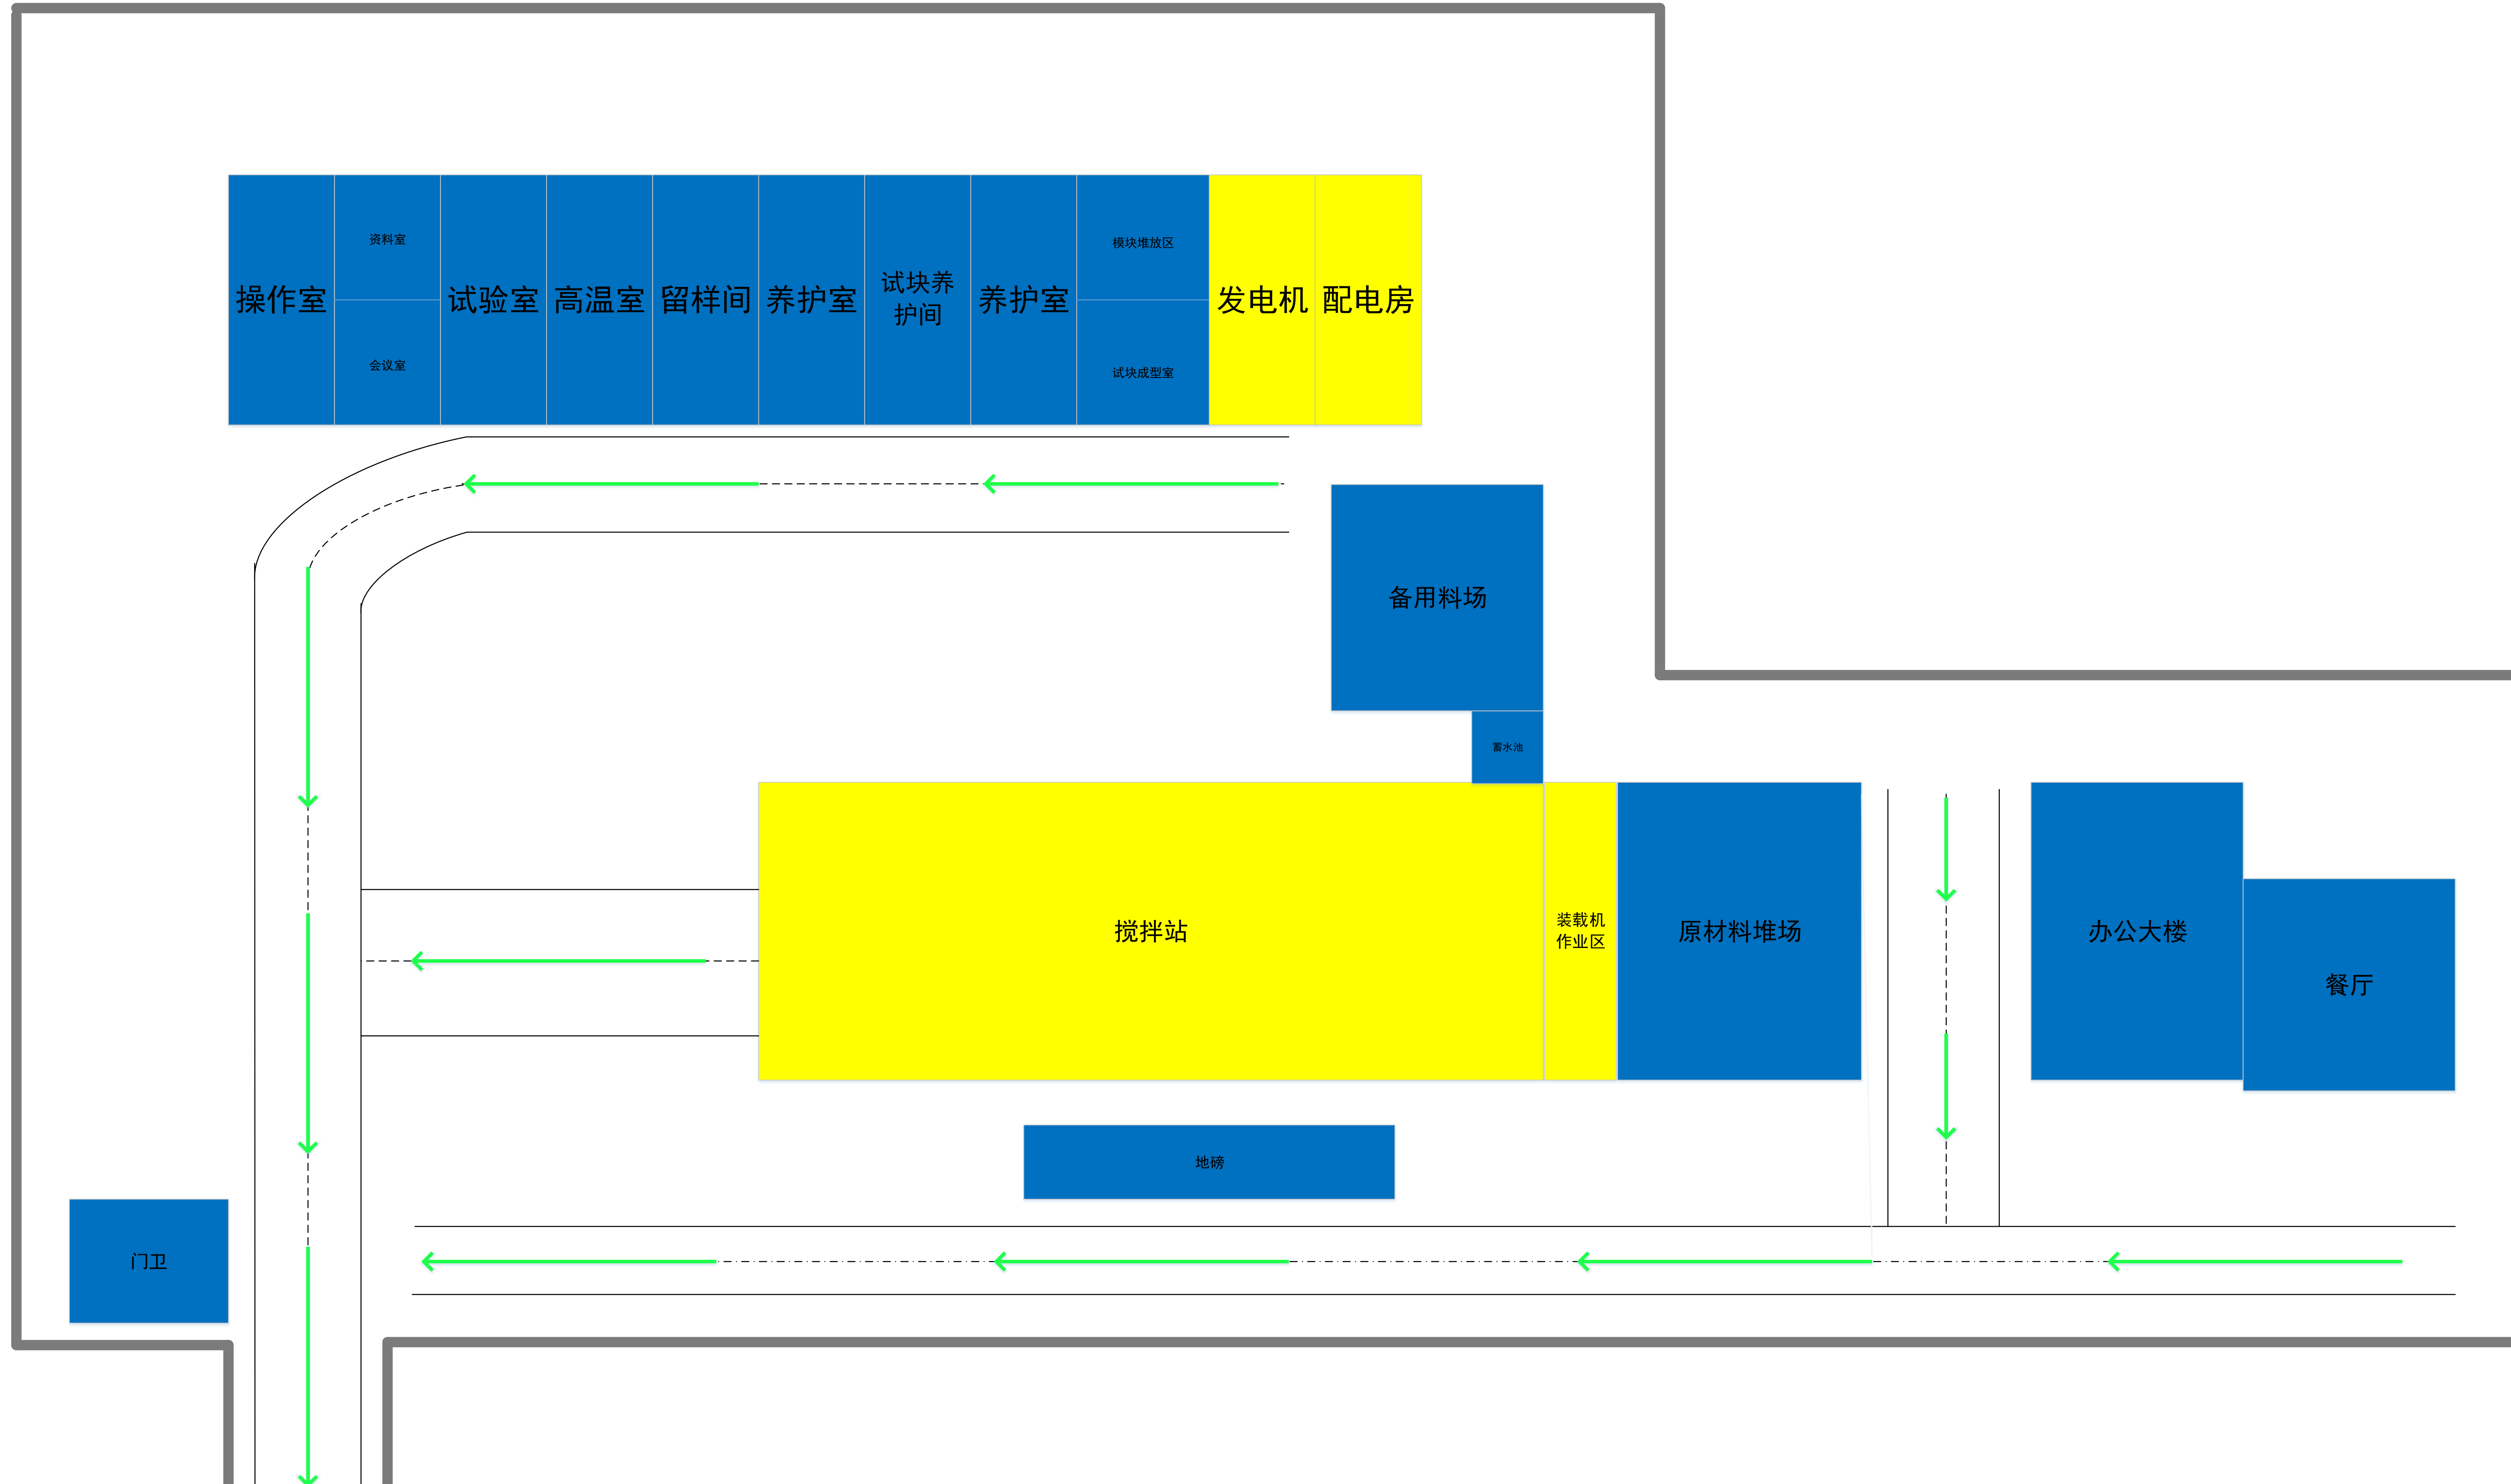 操作室
资料室
会议室
试验室
高温室
留样间
养护室
试块养
护间
养护室
模块堆放区
试块成型室
发电机
配电房
备用料场
蓄水池
搅拌站
装载机
作业区
原材料堆场
办公大楼
餐厅
地磅
门卫